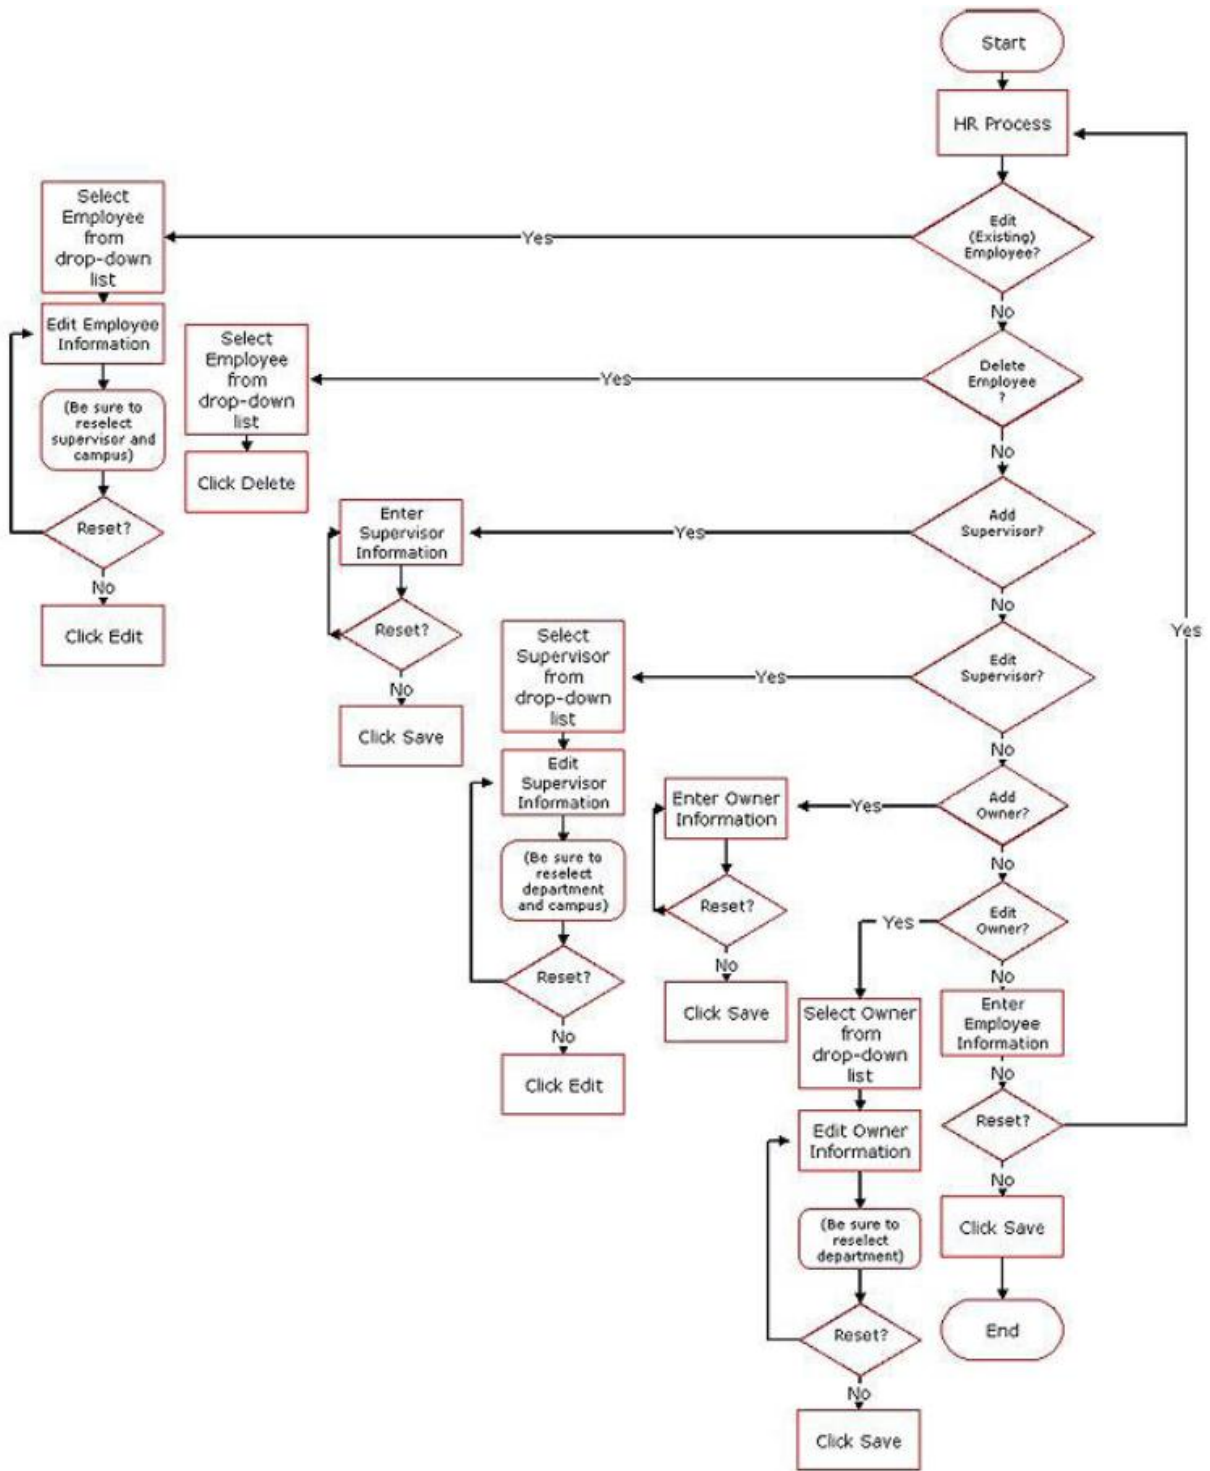 Start
HR Process
Edit
(Existing)
Employee?
Yes
No
Select
Employee
from
drop-down
list
Edit Employee
Information
(Be sure to
reselect
supervisor and
campus)
Reset?
No
Click Edit
Delete
Employee
?
Yes
No
Select
Employee
from
drop-down
list
Click Delete
Add
Supervisor?
Yes
No
Enter
Supervisor
Information
Reset?
No
Click Save
Edit
Supervisor?
Yes
No
Select
Supervisor
from
drop-down
list
Edit
Supervisor
Information
(Be sure to
reselect
department
and campus)
Reset?
No
Click Edit
Add
Owner?
Yes
No
Enter Owner
Information
Reset?
No
Click Save
Edit
Owner?
Yes
No
Select Owner
from
drop-down
list
Edit Owner
Information
(Be sure to
reselect
department)
Reset?
No
Click Save
Enter
Employee
Information
No
Reset?
Yes
No
Click Save
End